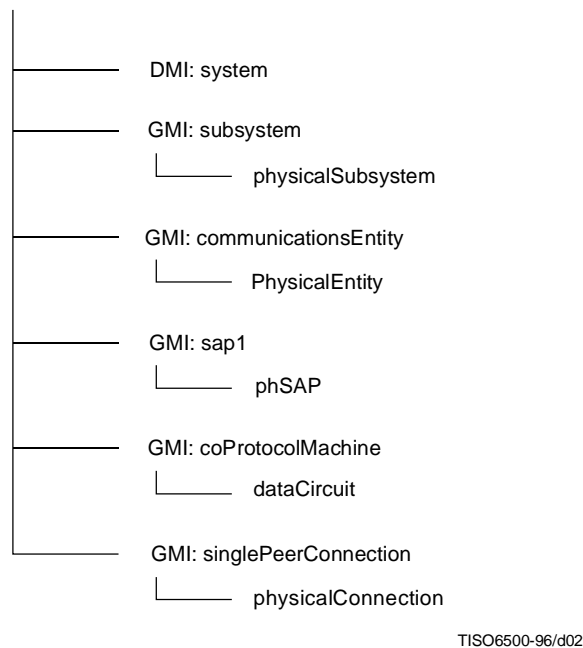 DMI: system
GMI: subsystem
physicalSubsystem
GMI: communicationsEntity
PhysicalEntity
GMI: sap1
phSAP
GMI: coProtocolMachine
dataCircuit
GMI: singlePeerConnection
physicalConnection
TISO6500-96/d02